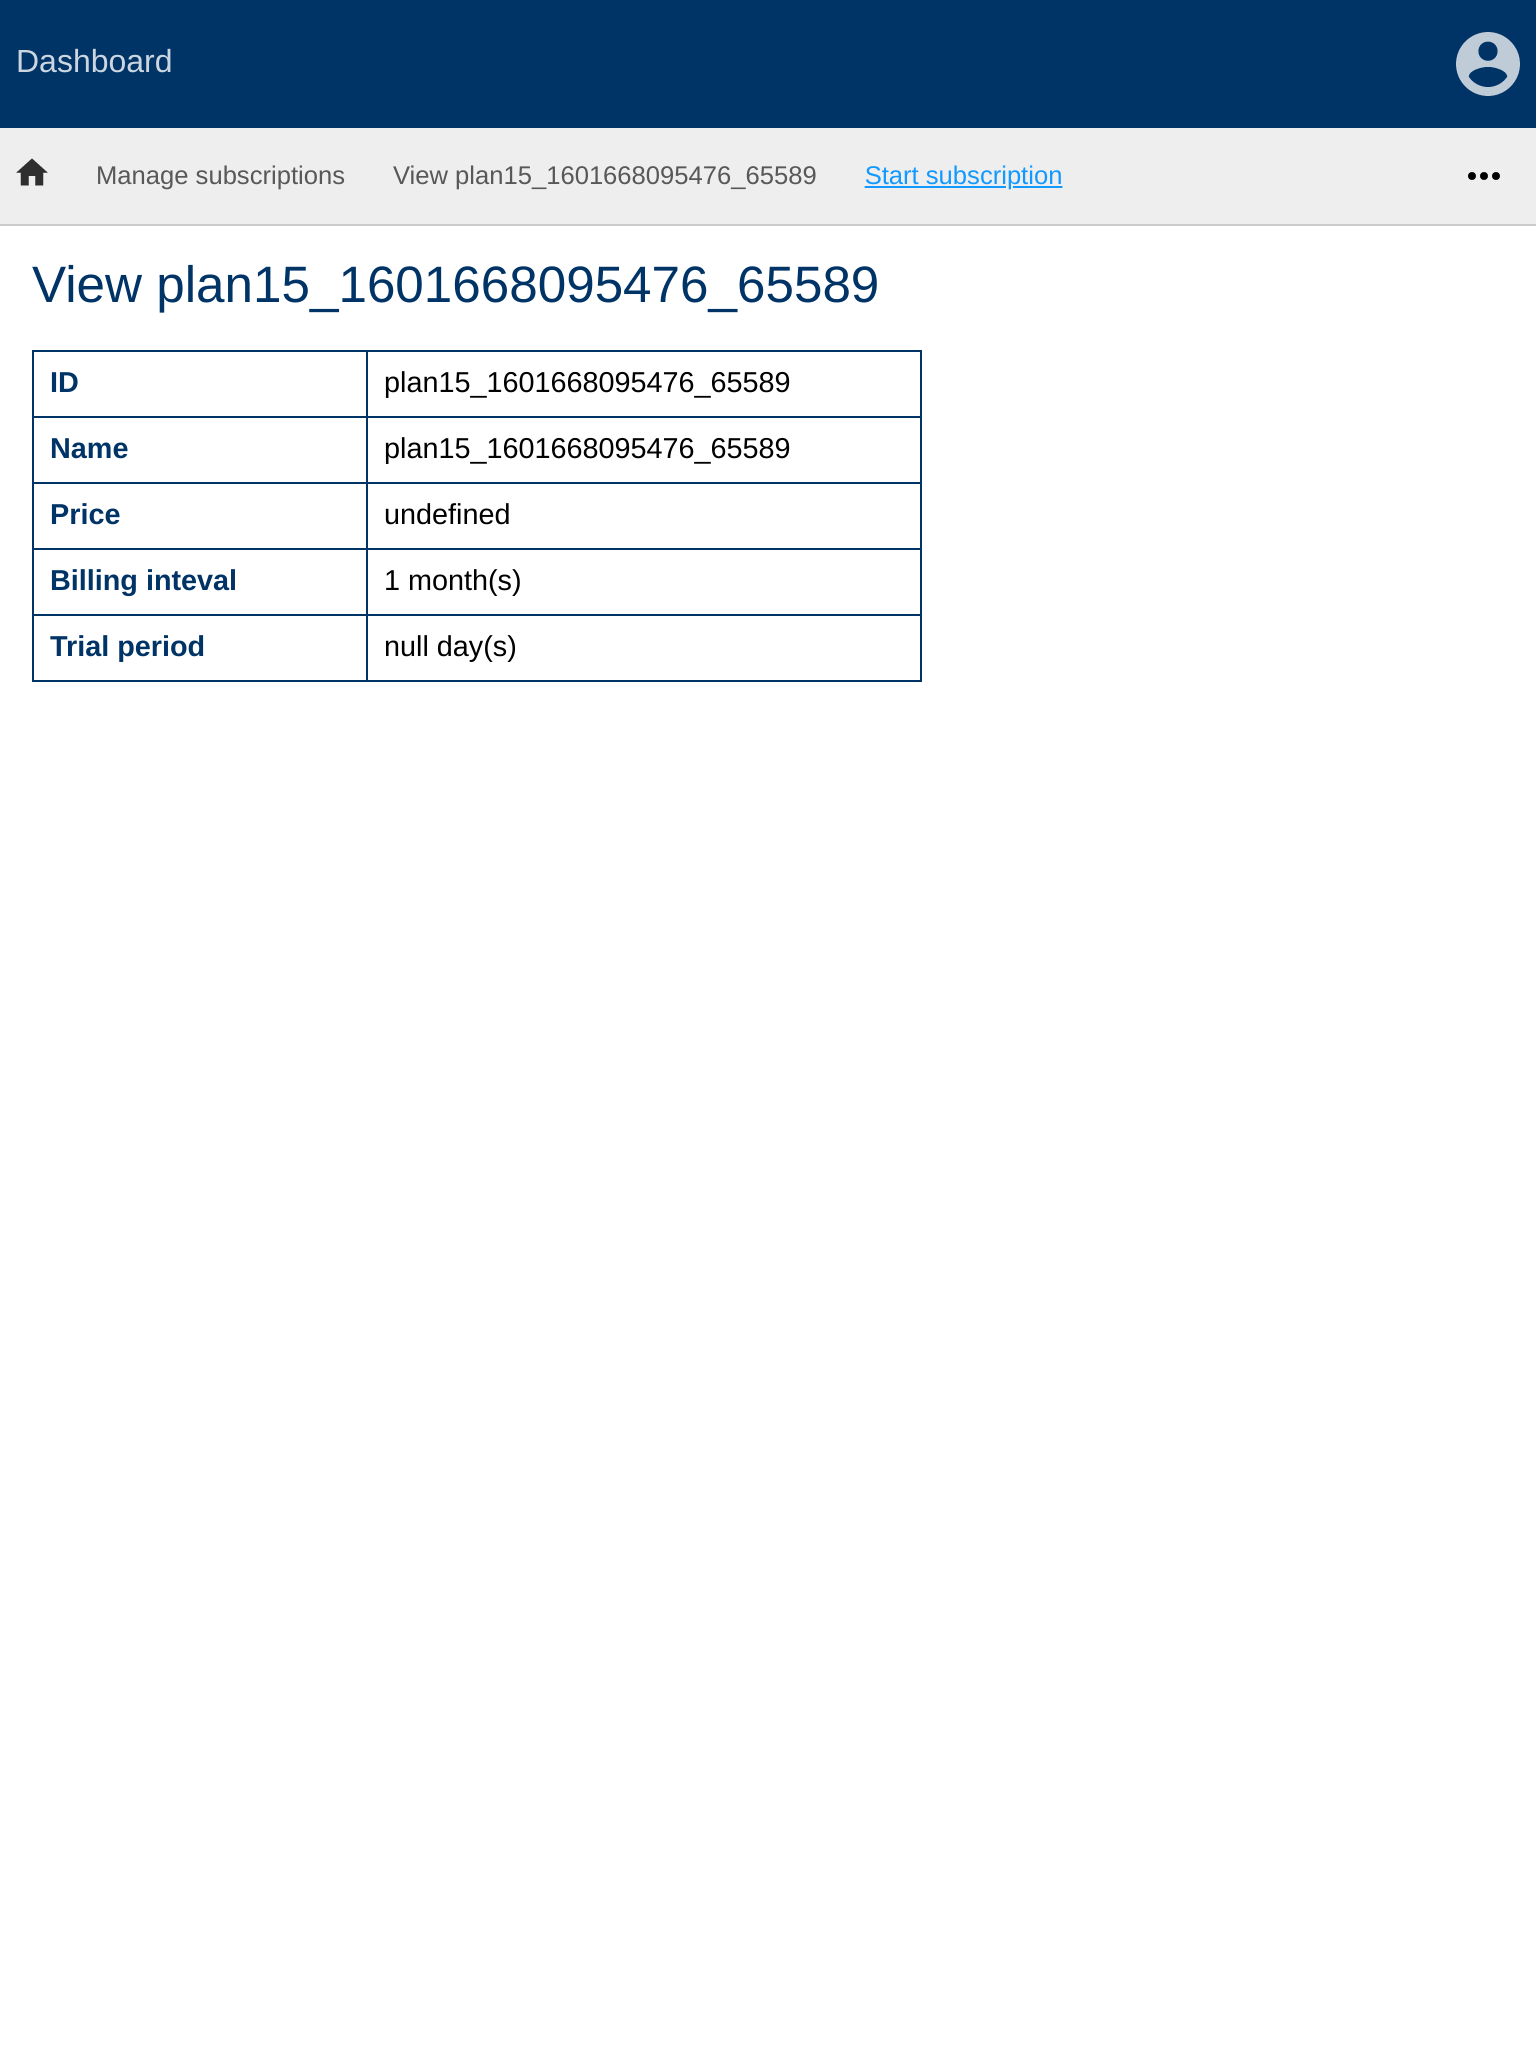 Dashboard
Manage subscriptions View plan15_1601668095476_65589 Start subscription
View plan15_1601668095476_65589
ID plan15_1601668095476_65589
Name plan15_1601668095476_65589
Price undefined
Billing inteval 1 month(s)
Trial period null day(s)